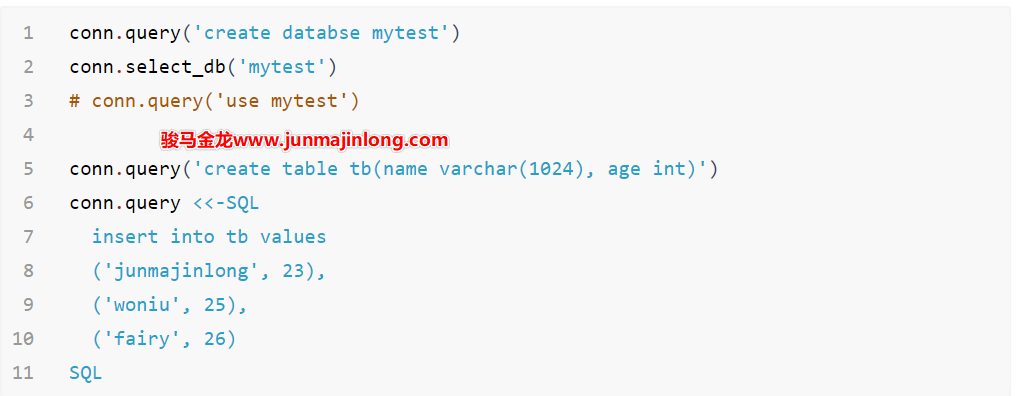 1 conn.query('create databse mytest')
2 conn.select_db('mytest')
3 # conn.query('use mytest')
4
骏马金龙www.junmajinlong.com
5 conn.query('create table tb(name varchar(1024), age int)')
6 conn.query <<-SQL
7 insert into tb values
8 ('junmajinlong', 23),
9 ('woniu', 25),
10 ('fairy', 26)
11 SQL